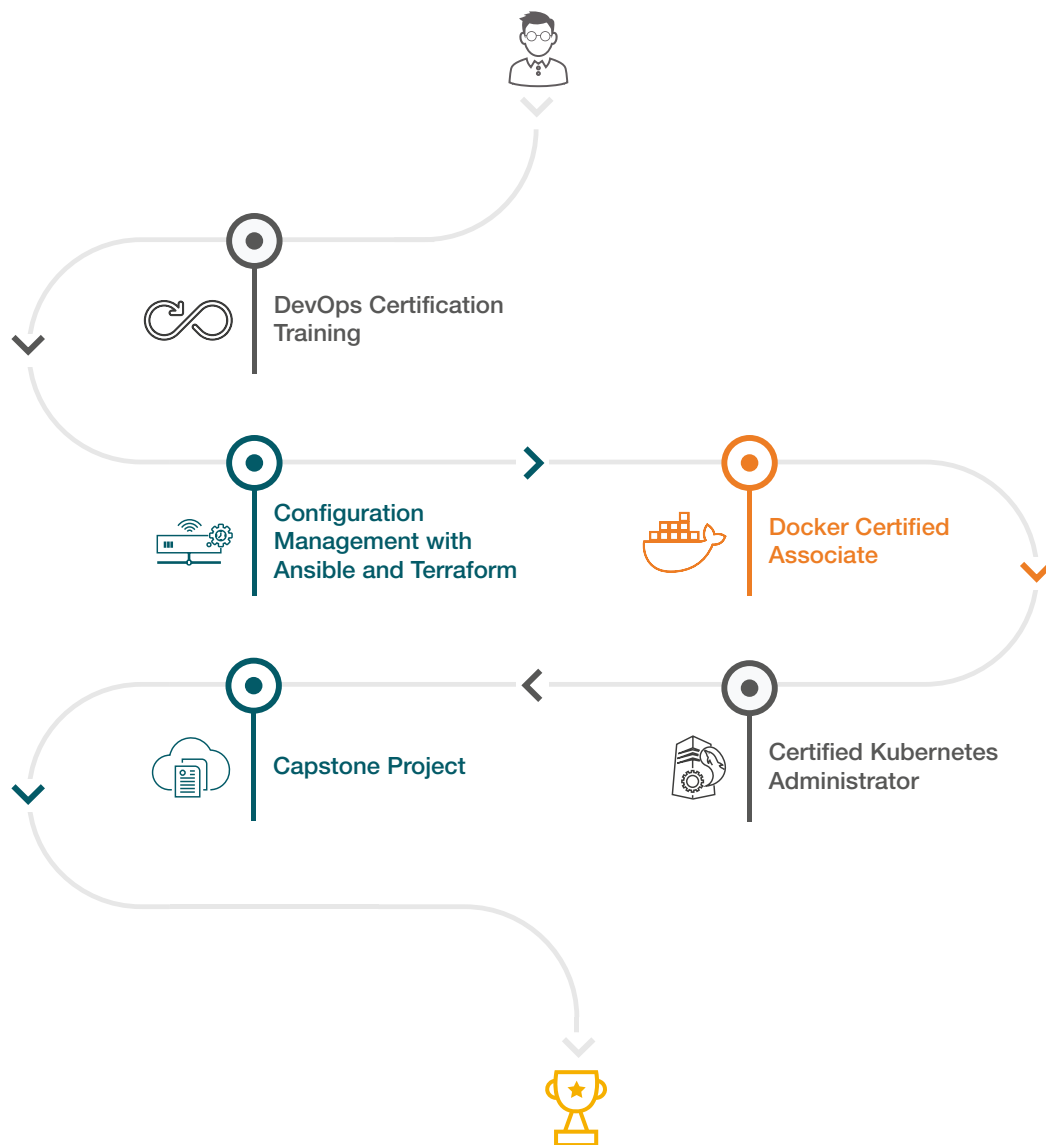 DevOps Certification
Training
Configuration
Management with
Ansible and Terraform
Docker Certified
Associate
Certified Kubernetes
Administrator
Capstone Project